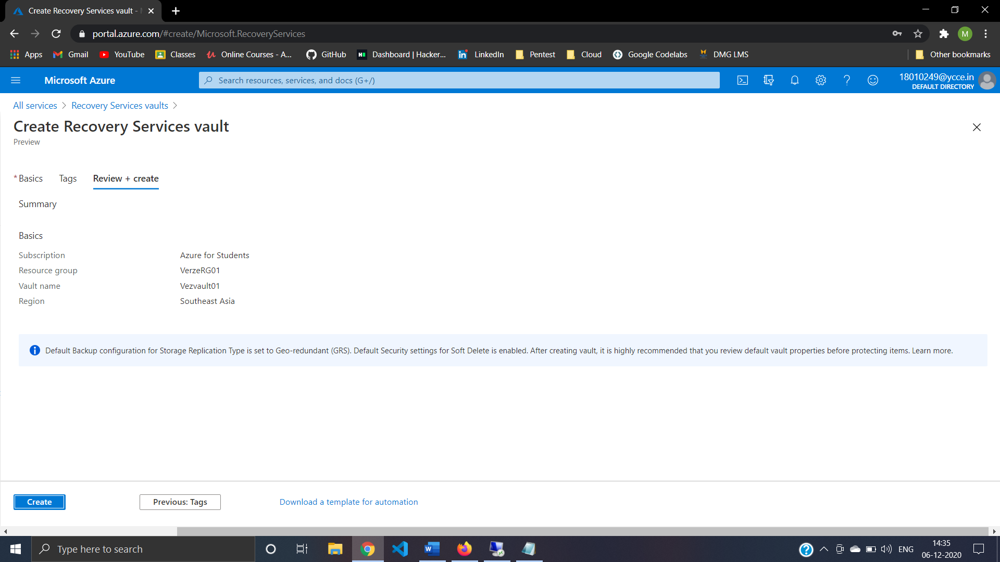 Create Recovery Services vault -
portal.azure.com/#create/Microsoft.RecoveryServices
M
Apps Gmail YouTube Classes Online Courses - A... GitHub Dashboard | Hacker... LinkedIn Pentest Cloud Google Codelabs DMG LMS Other bookmarks
Microsoft Azure
Search resources, services, and docs (G+/)
18010249@ycce.in
DEFAULT DIRECTORY
All services > Recovery Services vaults >
Create Recovery Services vault
Preview
* Basics Tags Review + create
Summary
Basics
Subscription Azure for Students
Resource group VerzeRG01
Vault name Vezvault01
Region Southeast Asia
Default Backup configuration for Storage Replication Type is set to Geo-redundant (GRS). Default Security settings for Soft Delete is enabled. After creating vault, it is highly recommended that you review default vault properties before protecting items. Learn more.
Create Previous: Tags Download a template for automation
Type here to search
ENG
14:35
06-12-2020